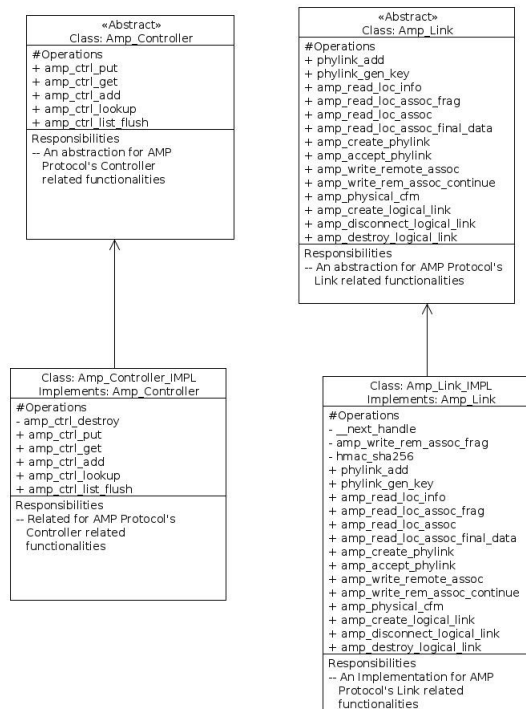 «Abstract»
Class: Amp_Controller
#Operations
+ amp_ctrl_put
+ amp_ctrl_get
+ amp_ctrl_add
+ amp_ctrl_lookup
+ amp_ctrl_list_flush
Responsibilities
-- An abstraction for AMP
Protocol's Controller
related functionalities
«Abstract»
Class: Amp_Link
#Operations
+ phylink_add
+ phylink_gen_key
+ amp_read_loc_info
+ amp_read_loc_assoc_frag
+ amp_read_loc_assoc
+ amp_read_loc_assoc_final_data
+ amp_create_phylink
+ amp_accept_phylink
+ amp_write_remote_assoc
+ amp_write_rem_assoc_continue
+ amp_physical_cfm
+ amp_create_logical_link
+ amp_disconnect_logical_link
+ amp_destroy_logical_link
Responsibilities
-- An abstraction for AMP Protocol's
Link related functionalities
Class: Amp_Controller_IMPL
Implements: Amp_Controller
#Operations
- amp_ctrl_destroy
+ amp_ctrl_put
+ amp_ctrl_get
+ amp_ctrl_add
+ amp_ctrl_lookup
+ amp_ctrl_list_flush
Responsibilities
-- Related for AMP Protocol's
Controller related
functionalities
Class: Amp_Link_IMPL
Implements: Amp_Link
#Operations
- __next_handle
- amp_write_rem_assoc_frag
- hmac_sha256
+ phylink_add
+ phylink_gen_key
+ amp_read_loc_info
+ amp_read_loc_assoc_frag
+ amp_read_loc_assoc
+ amp_read_loc_assoc_final_data
+ amp_create_phylink
+ amp_accept_phylink
+ amp_write_remote_assoc
+ amp_write_rem_assoc_continue
+ amp_physical_cfm
+ amp_create_logical_link
+ amp_disconnect_logical_link
+ amp_destroy_logical_link
Responsibilities
-- An Implementation for AMP
Protocol's Link related
functionalities